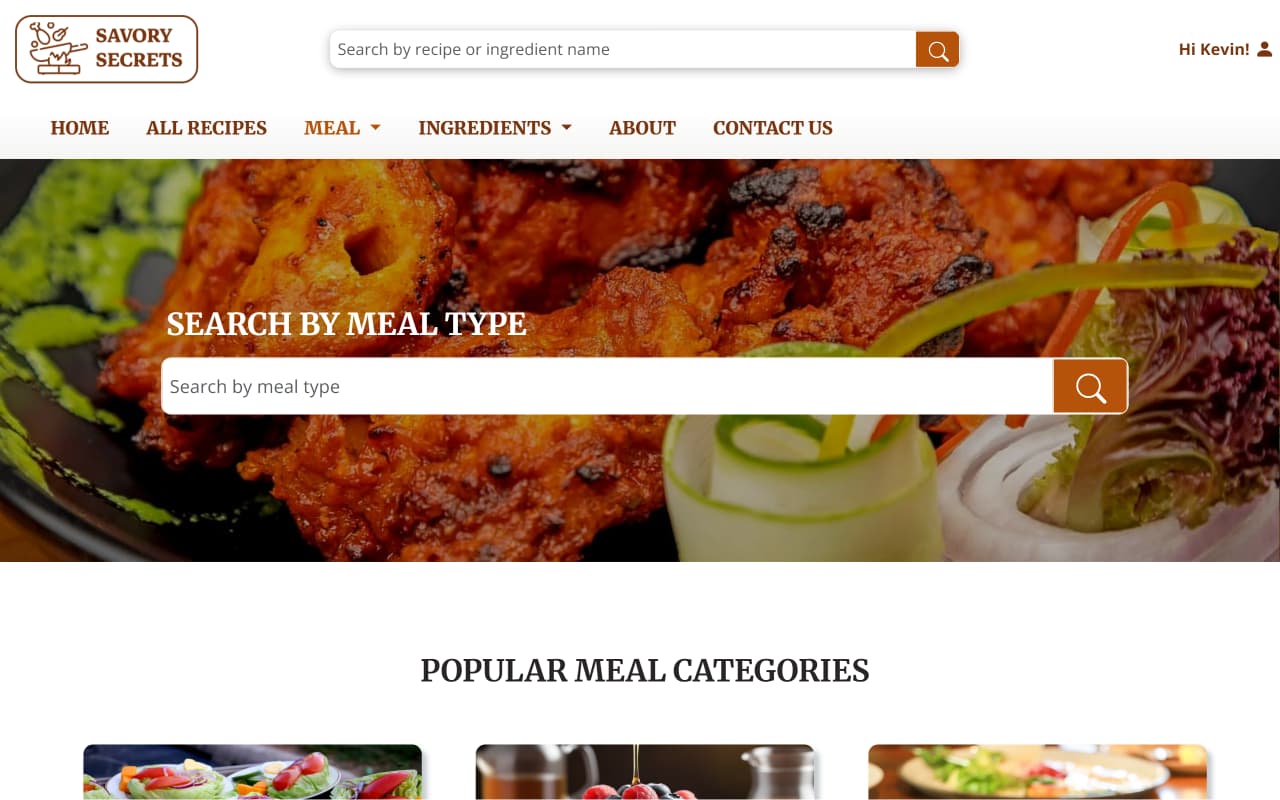 SAVORY
SECRETS
Search by recipe or ingredient name
Hi Kevin!
HOME ALL RECIPES MEAL INGREDIENTS ABOUT CONTACT US
SEARCH BY MEAL TYPE
Search by meal type
POPULAR MEAL CATEGORIES